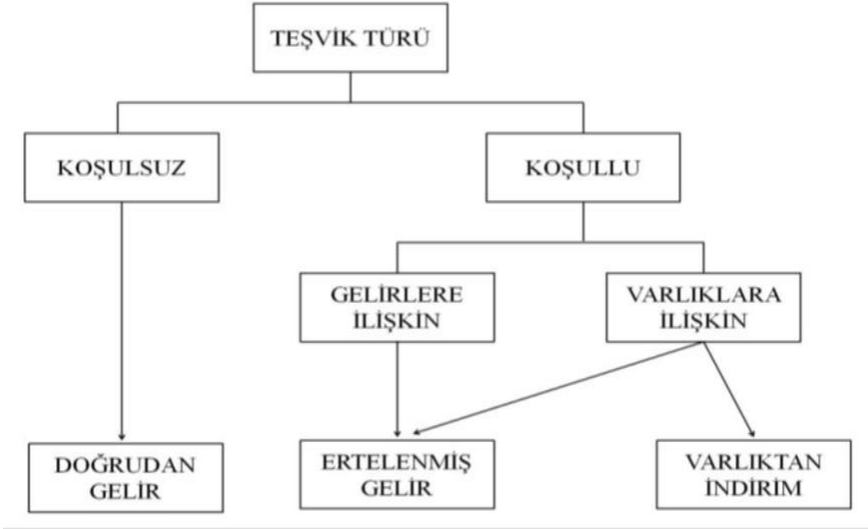 TEŞVİK TÜRÜ
KOŞULSUZ
KOŞULLU
GELİRLERE
İLİŞKİN
VARLIKLARA
İLİŞKİN
DOĞRUDAN
GELİR
ERTELENMİŞ
GELİR
VARLIKTAN
İNDİRİM